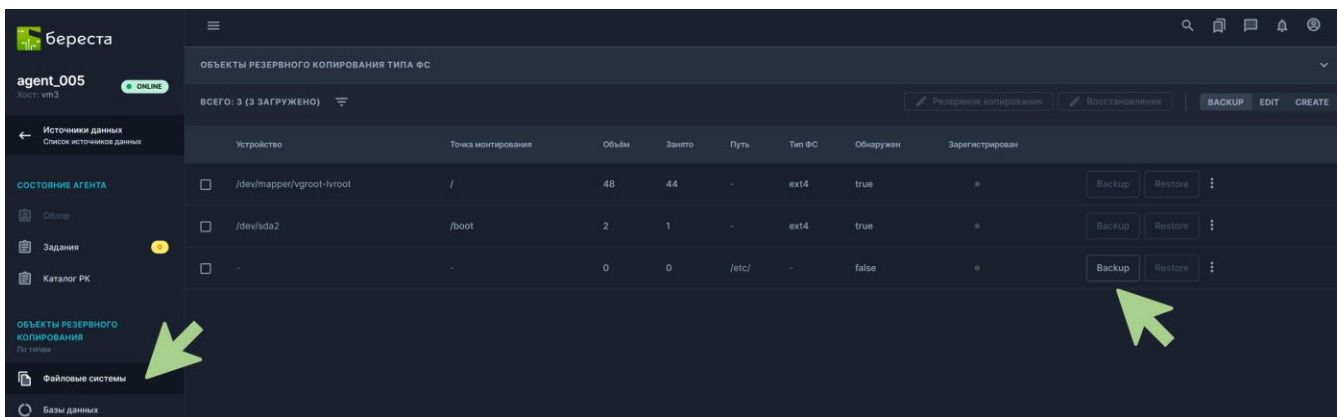 береста
agent_005
ONLINE
Хост: vm3
Источники данных
Список источников данных
СОСТОЯНИЕ АГЕНТА
Обзор
Задания
0
Каталог РК
ОБЪЕКТЫ РЕЗЕРВНОГО
КОПИРОВАНИЯ
По типам
Файловые системы
Базы данных
ОБЪЕКТЫ РЕЗЕРВНОГО КОПИРОВАНИЯ ТИПА ФС
ВСЕГО: 3 (3 ЗАГРУЖЕНО)
Резервное копирование
Восстановление
BACKUP EDIT CREATE
Устройство Точка монтирования Объём Занято Путь Тип ФС Обнаружен Зарегистрирован
/dev/mapper/vgroot-lvroot / 48 44 - ext4 true Backup Restore
/dev/sda2 /boot 2 1 - ext4 true Backup Restore
- - 0 0 /etc/ - false Backup Restore